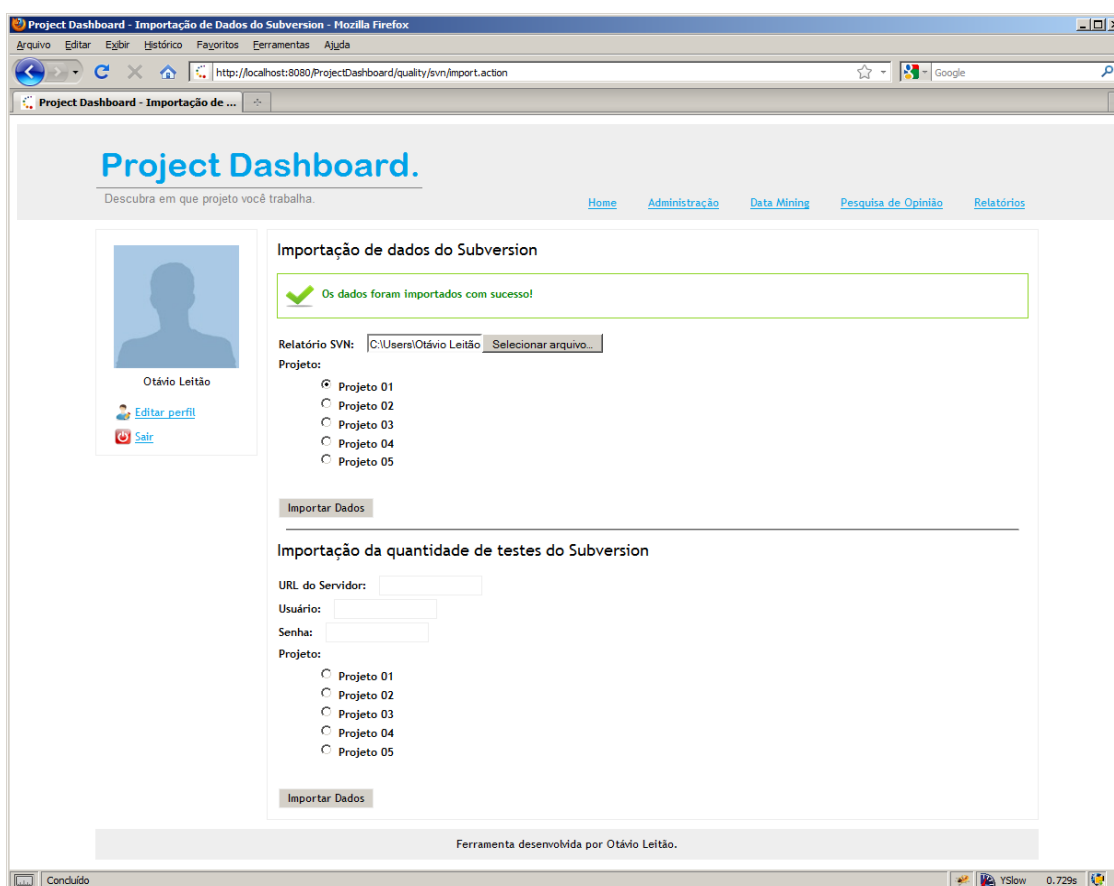 Project Dashboard - Importação de Dados do Subversion - Mozilla Firefox
Arquivo Editar Exibir Histórico Favoritos Ferramentas Ajuda
http://localhost:8080/ProjectDashboard/quality/svn/import.action
Google
Project Dashboard - Importação de ...
Project Dashboard.
Descubra em que projeto você trabalha.
Home Administração Data Mining Pesquisa de Opinião Relatórios
Otávio Leitão
Editar perfil
Sair
Importação de dados do Subversion
Os dados foram importados com sucesso!
Relatório SVN: C:\Users\Otávio Leitão Selecionar arquivo...
Projeto:
Projeto 01
Projeto 02
Projeto 03
Projeto 04
Projeto 05
Importar Dados
Importação da quantidade de testes do Subversion
URL do Servidor:
Usuário:
Senha:
Projeto:
Projeto 01
Projeto 02
Projeto 03
Projeto 04
Projeto 05
Importar Dados
Ferramenta desenvolvida por Otávio Leitão.
Concluído
YSlow 0.729s